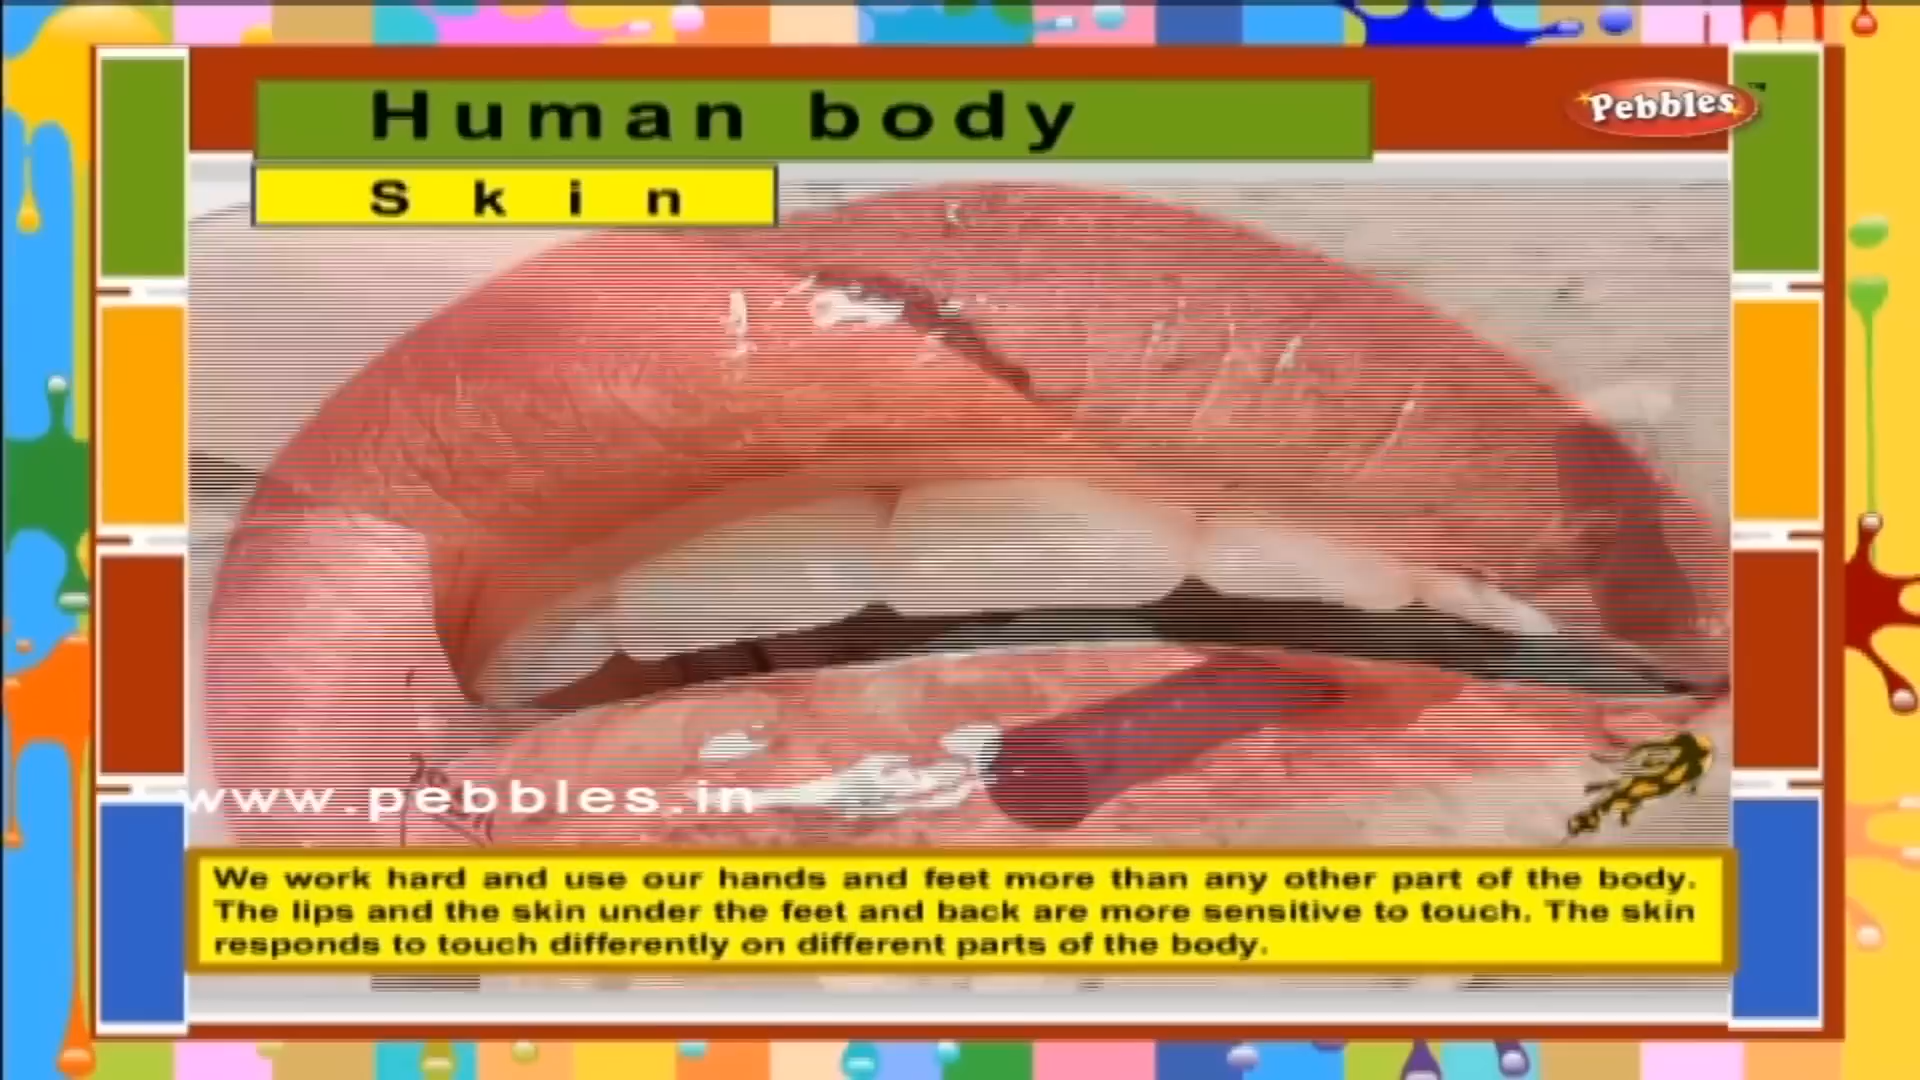 Human body
Pebbles™
Skin
www.pebbles.in
We work hard and use our hands and feet more than any other part of the body.
The lips and the skin under the feet and back are more sensitive to touch. The skin
responds to touch differently on different parts of the body.